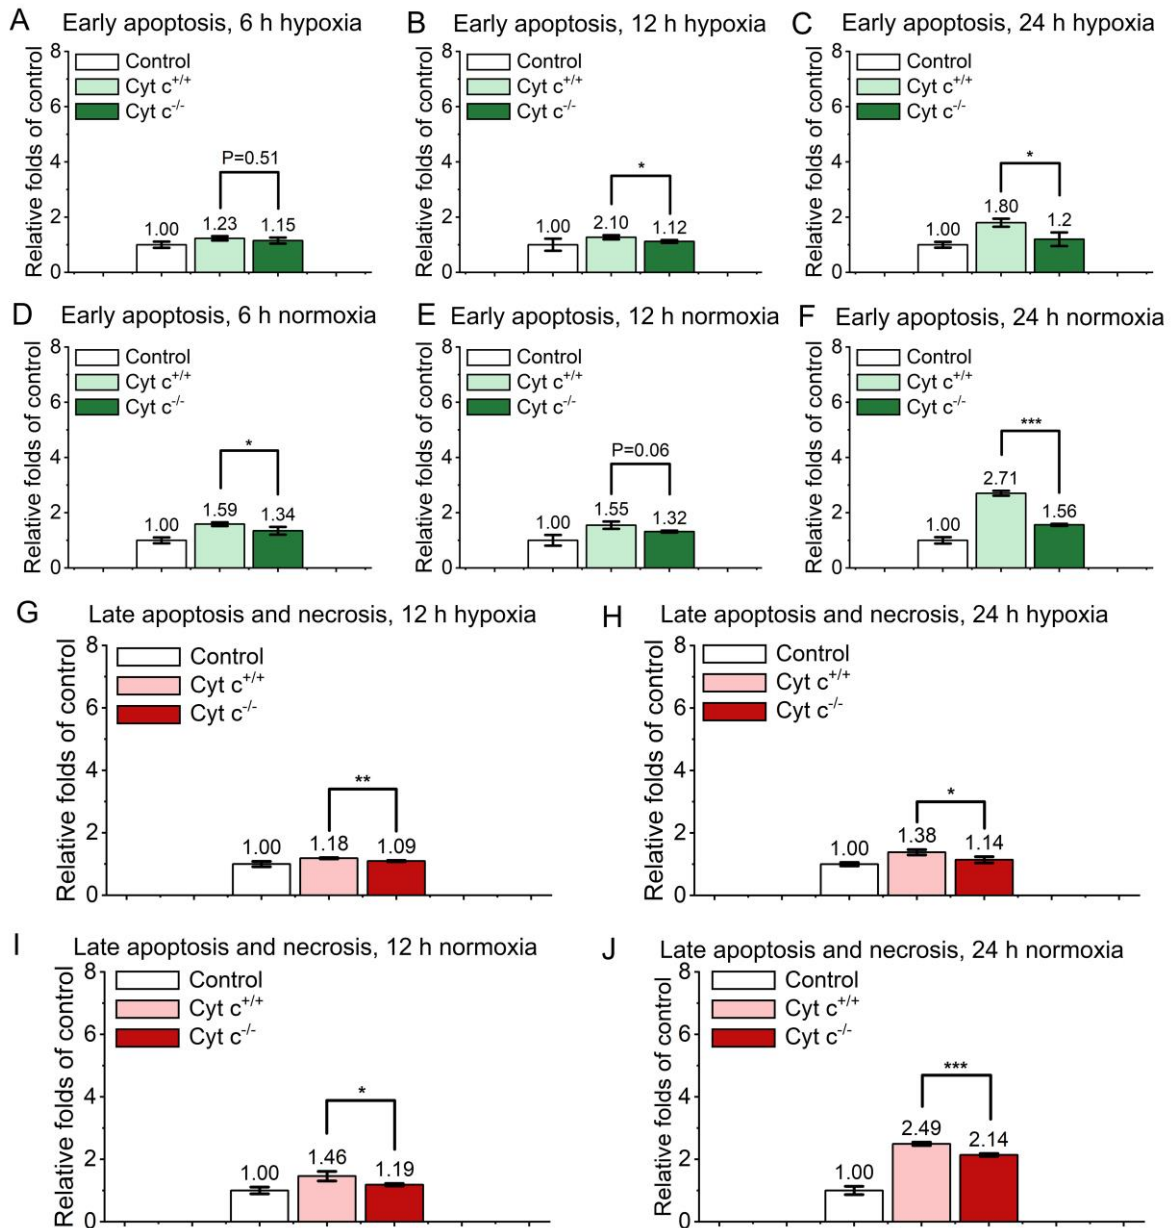 A Early apoptosis, 6 h hypoxia
Relative folds of control
8
6
4
2
0
Control
Cyt c+/+
Cyt c-/-
P=0.51
1.00
1.23
1.15
B Early apoptosis, 12 h hypoxia
Relative folds of control
8
6
4
2
0
Control
Cyt c+/+
Cyt c-/-
*
1.00
2.10
1.12
C Early apoptosis, 24 h hypoxia
Relative folds of control
8
6
4
2
0
Control
Cyt c+/+
Cyt c-/-
*
1.00
1.80
1.2
D Early apoptosis, 6 h normoxia
Relative folds of control
8
6
4
2
0
Control
Cyt c+/+
Cyt c-/-
*
1.00
1.59
1.34
E Early apoptosis, 12 h normoxia
Relative folds of control
8
6
4
2
0
Control
Cyt c+/+
Cyt c-/-
P=0.06
1.00
1.55
1.32
F Early apoptosis, 24 h normoxia
Relative folds of control
8
6
4
2
0
Control
Cyt c+/+
Cyt c-/-
***
1.00
2.71
1.56
G Late apoptosis and necrosis, 12 h hypoxia
Relative folds of control
8
6
4
2
0
Control
Cyt c+/+
Cyt c-/-
**
1.00
1.18
1.09
H Late apoptosis and necrosis, 24 h hypoxia
Relative folds of control
8
6
4
2
0
Control
Cyt c+/+
Cyt c-/-
*
1.00
1.38
1.14
I Late apoptosis and necrosis, 12 h normoxia
Relative folds of control
8
6
4
2
0
Control
Cyt c+/+
Cyt c-/-
*
1.00
1.46
1.19
J Late apoptosis and necrosis, 24 h normoxia
Relative folds of control
8
6
4
2
0
Control
Cyt c+/+
Cyt c-/-
***
1.00
2.49
2.14